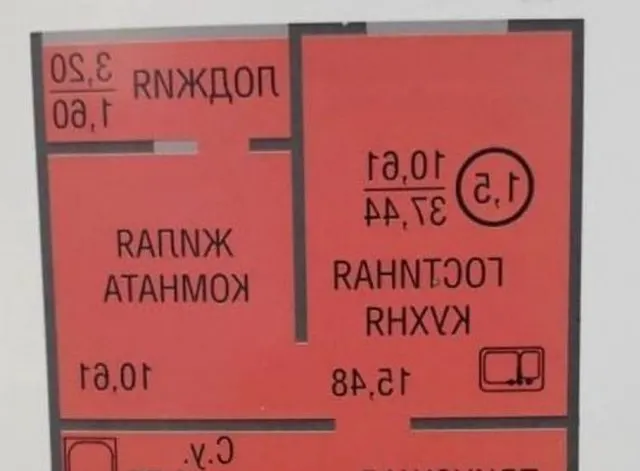 ЛОДЖИЯ
3,20
1,60
1,5
10,61
37,44
ЖИЛАЯ
КОМНАТА
10,61
ГОСТИНАЯ
КУХНЯ
15,48
С.у.